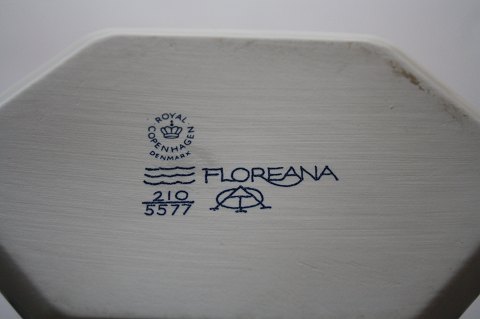 ROYAL
COPENHAGEN
DENMARK
FLOREANA
210
5577